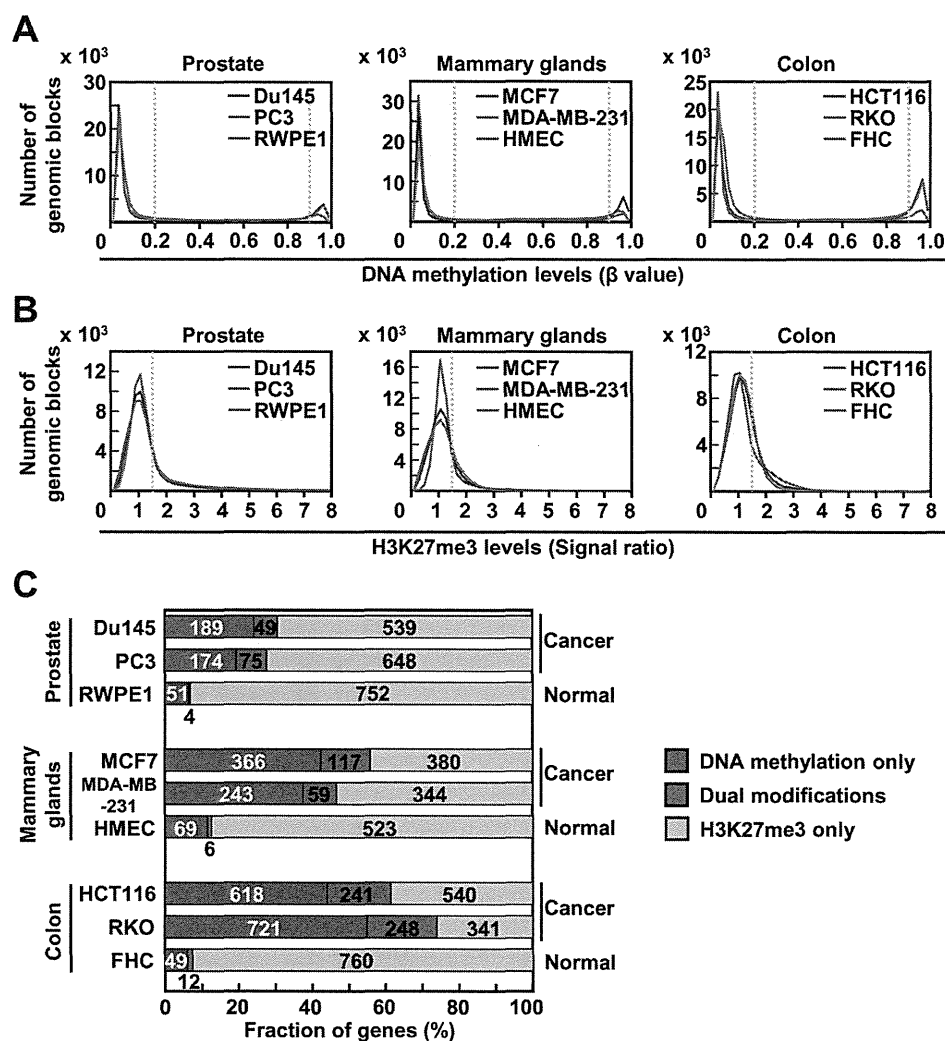 A
x 10³ Prostate
x 10³ Mammary glands
x 10³ Colon
Number of genomic blocks
30
20
10
Du145
PC3
RWPE1
0 0.2 0.4 0.6 0.8 1.0
30
20
10
MCF7
MDA-MB-231
HMEC
0 0.2 0.4 0.6 0.8 1.0
25
20
15
10
5
HCT116
RKO
FHC
0 0.2 0.4 0.6 0.8 1.0
DNA methylation levels (β value)
B
x 10³ Prostate
x 10³ Mammary glands
x 10³ Colon
Number of genomic blocks
12
8
4
Du145
PC3
RWPE1
0 1 2 3 4 5 6 7 8
16
12
8
4
MCF7
MDA-MB-231
HMEC
0 1 2 3 4 5 6 7 8
12
8
4
HCT116
RKO
FHC
0 1 2 3 4 5 6 7 8
H3K27me3 levels (Signal ratio)
C
Prostate
Du145 189 49 539
PC3 174 75 648
Cancer
RWPE1 51 752 Normal
4
Mammary glands
MCF7 366 117 380
MDA-MB-231 243 59 344
Cancer
HMEC 69 523 Normal
6
Colon
HCT116 618 241 540
RKO 721 248 341
Cancer
FHC 49 760 Normal
12
0 20 40 60 80 100
Fraction of genes (%)
DNA methylation only
Dual modifications
H3K27me3 only